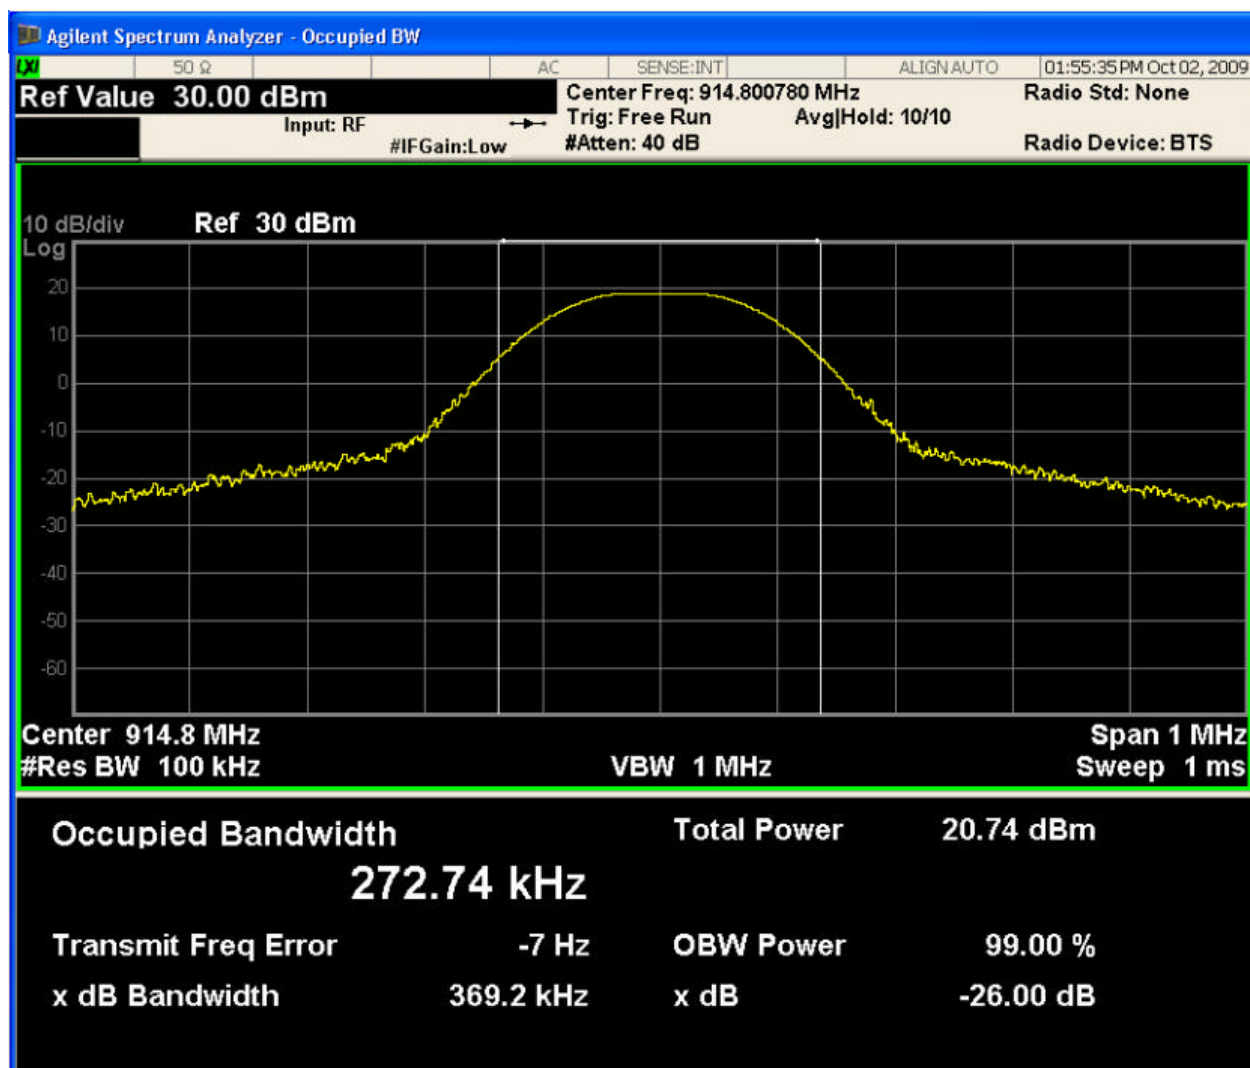 Agilent Spectrum Analyzer - Occupied BW
LXI 50 Ω AC SENSE:INT ALIGN AUTO 01:55:35 PM Oct 02, 2009
Ref Value 30.00 dBm Center Freq: 914.800780 MHz Radio Std: None
Input: RF Trig: Free Run Avg|Hold: 10/10
#IFGain:Low #Atten: 40 dB Radio Device: BTS
10 dB/div Ref 30 dBm
Log
20
10
0
-10
-20
-30
-40
-50
-60
Center 914.8 MHz Span 1 MHz
#Res BW 100 kHz VBW 1 MHz Sweep 1 ms
Occupied Bandwidth Total Power 20.74 dBm
272.74 kHz
Transmit Freq Error -7 Hz OBW Power 99.00 %
x dB Bandwidth 369.2 kHz x dB -26.00 dB